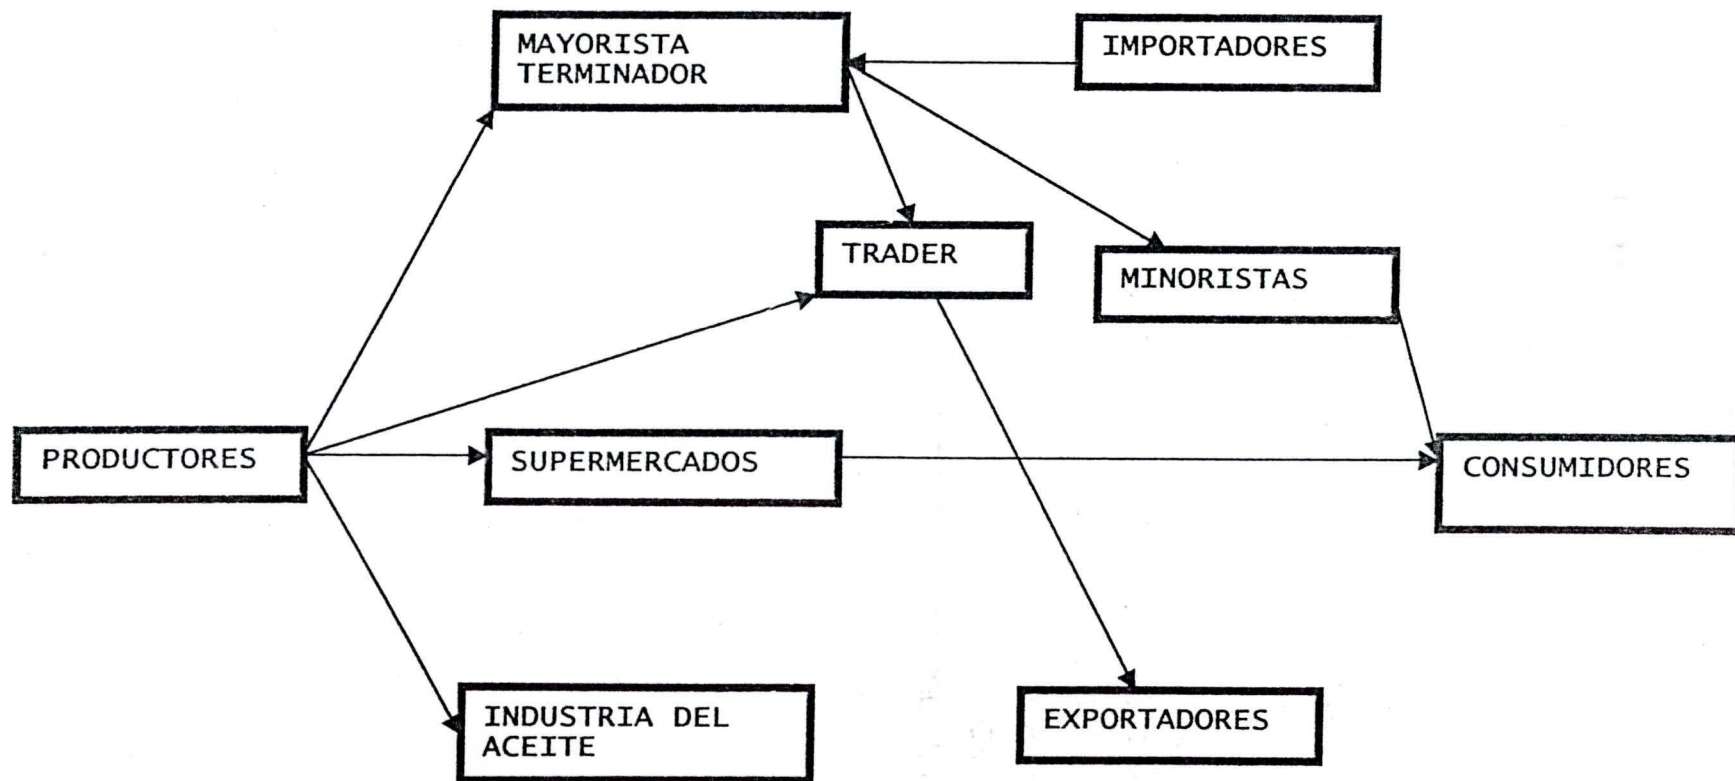 MAYORISTA
TERMINADOR
IMPORTADORES
TRADER
MINORISTAS
PRODUCTORES
SUPERMERCADOS
CONSUMIDORES
INDUSTRIA DEL
ACEITE
EXPORTADORES